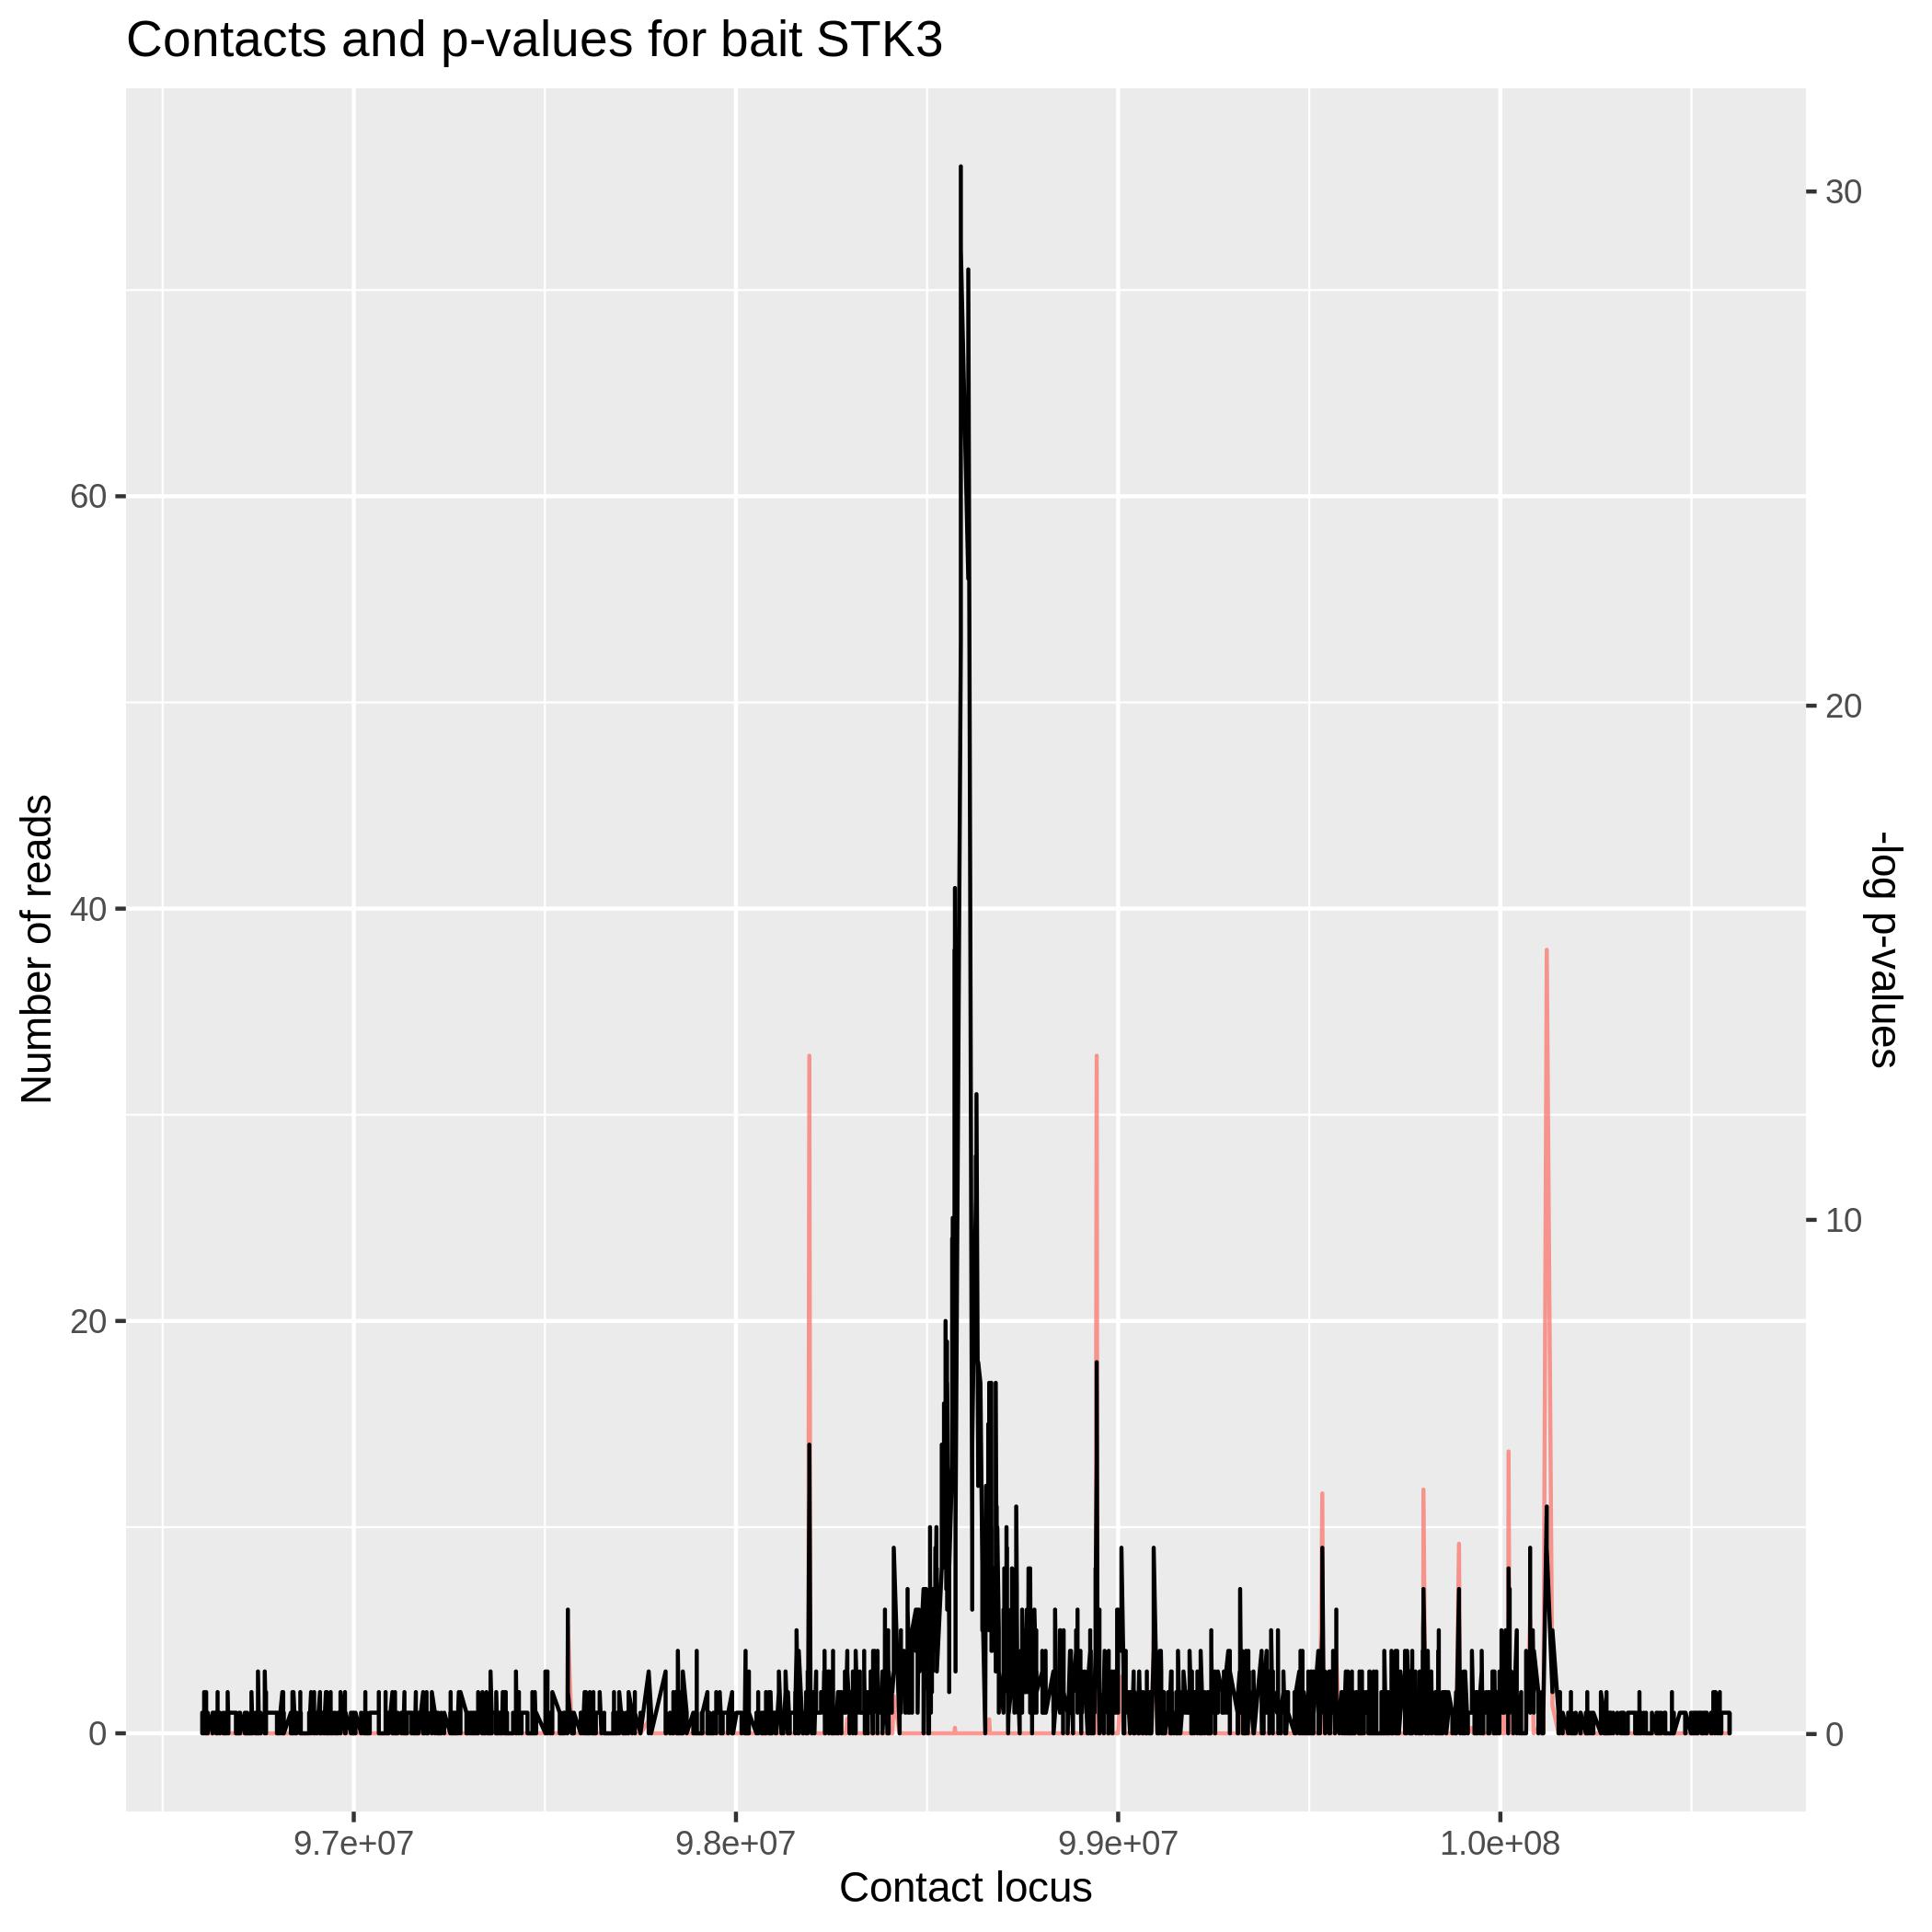 Contacts and p-values for bait STK3
30
60
20
40
Number of reads
-log p-values
10
20
0
0
9.7e+07
9.8e+07
9.9e+07
1.0e+08
Contact locus